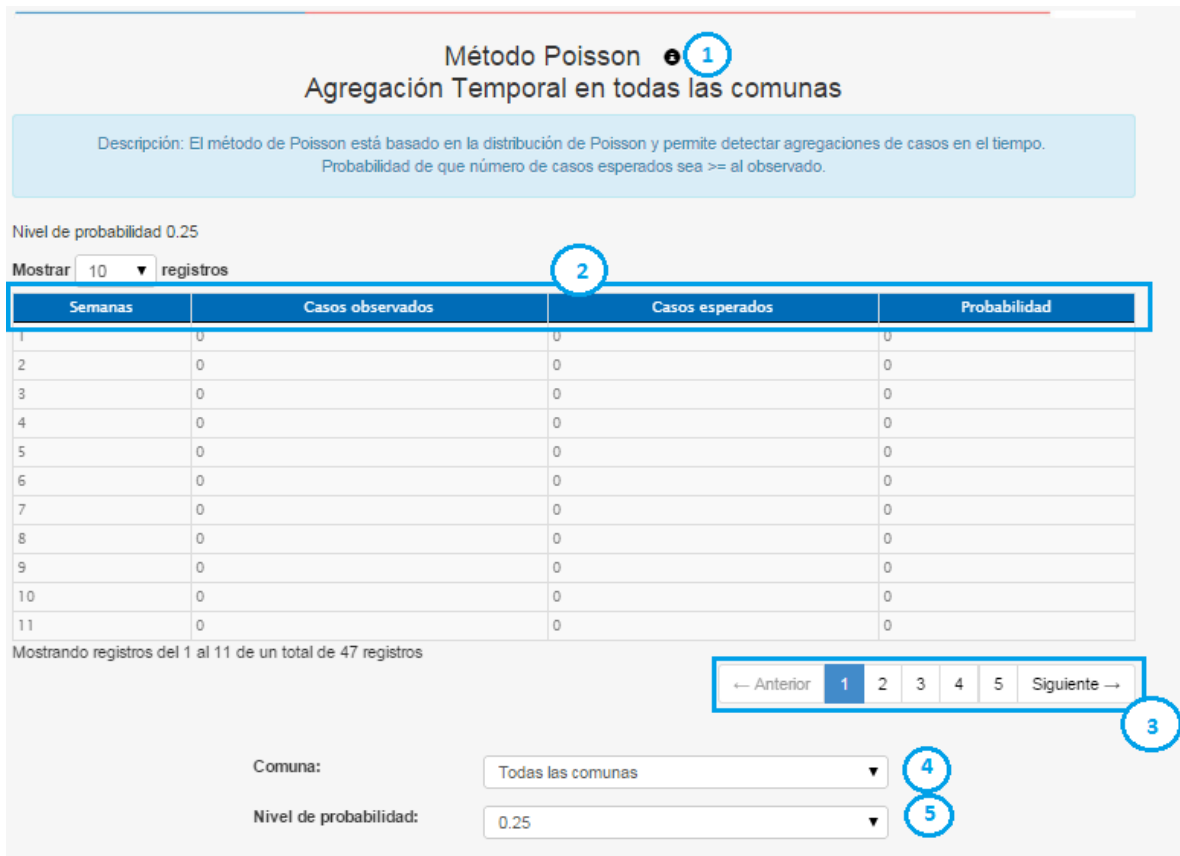 Método Poisson 1
Agregación Temporal en todas las comunas
Descripción: El método de Poisson está basado en la distribución de Poisson y permite detectar agregaciones de casos en el tiempo.
Probabilidad de que número de casos esperados sea >= al observado.
Nivel de probabilidad 0.25
Mostrar 10 ▼ registros
2
Semanas Casos observados Casos esperados Probabilidad
1 0 0 0
2 0 0 0
3 0 0 0
4 0 0 0
5 0 0 0
6 0 0 0
7 0 0 0
8 0 0 0
9 0 0 0
10 0 0 0
11 0 0 0
Mostrando registros del 1 al 11 de un total de 47 registros
← Anterior 1 2 3 4 5 Siguiente →
3
Comuna: Todas las comunas ▼ 4
Nivel de probabilidad: 0.25 ▼ 5